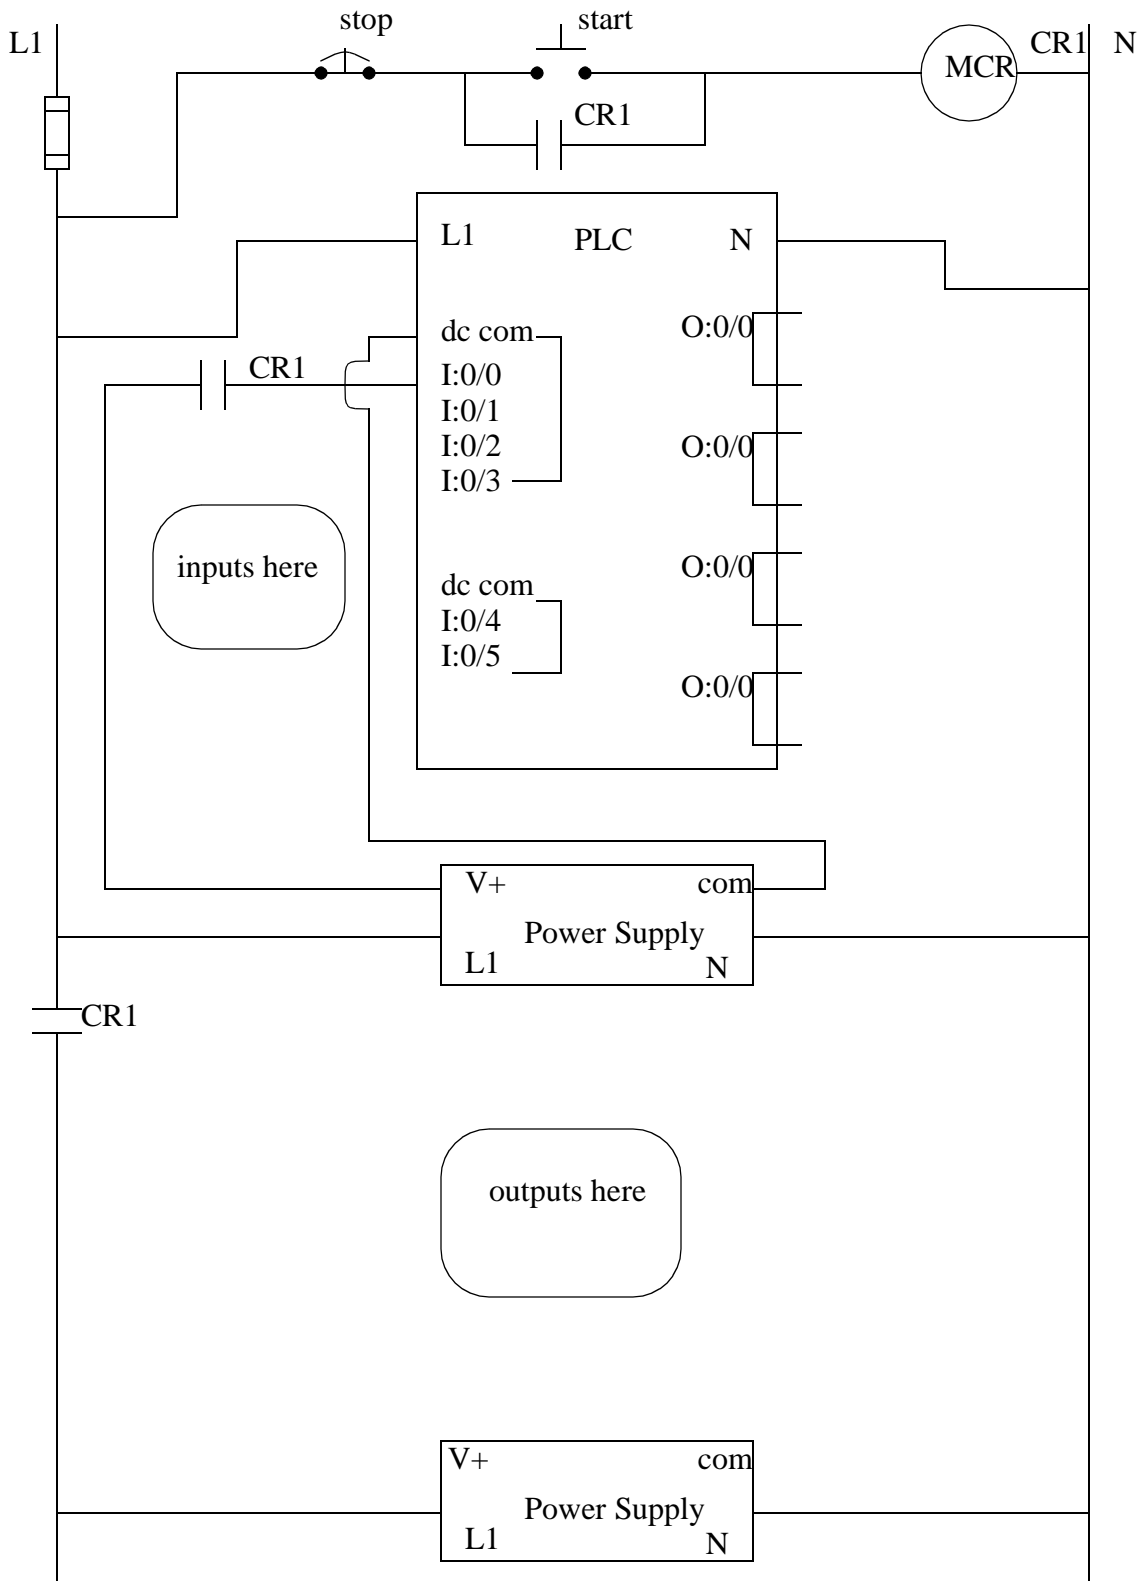 stop
start
L1
CR1
N
MCR
CR1
L1
PLC
N
dc com
O:0/0
CR1
I:0/0
I:0/1
I:0/2
O:0/0
I:0/3
inputs here
dc com
O:0/0
I:0/4
I:0/5
O:0/0
V+
com
Power Supply
L1
N
CR1
outputs here
V+
com
Power Supply
L1
N